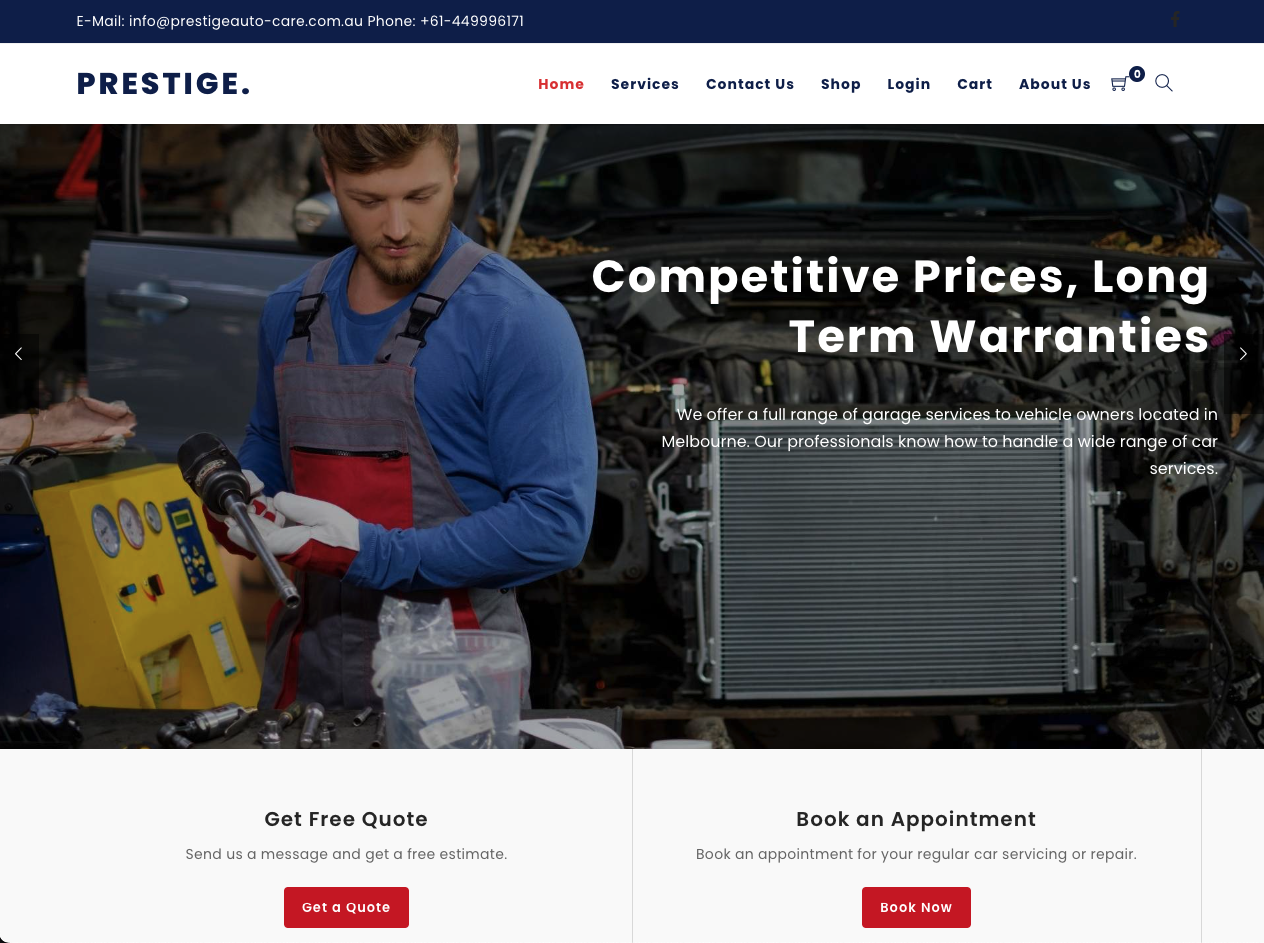 E-Mail: info@prestigeauto-care.com.au Phone: +61-449996171
PRESTIGE.
Home Services Contact Us Shop Login Cart About Us 0
Competitive Prices, Long
Term Warranties
We offer a full range of garage services to vehicle owners located in
Melbourne. Our professionals know how to handle a wide range of car
services.
Get Free Quote
Send us a message and get a free estimate.
Get a Quote
Book an Appointment
Book an appointment for your regular car servicing or repair.
Book Now